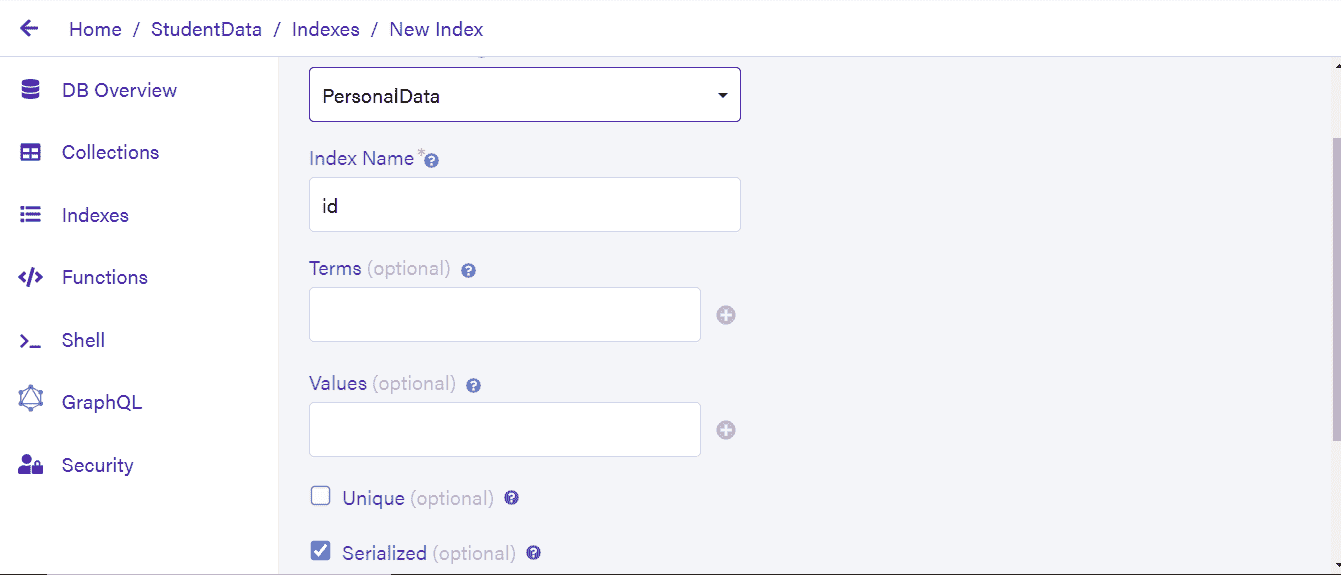 Home / StudentData / Indexes / New Index
DB Overview
Collections
Indexes
Functions
Shell
GraphQL
Security
PersonalData
Index Name *
id
Terms (optional)
Values (optional)
Unique (optional)
Serialized (optional)